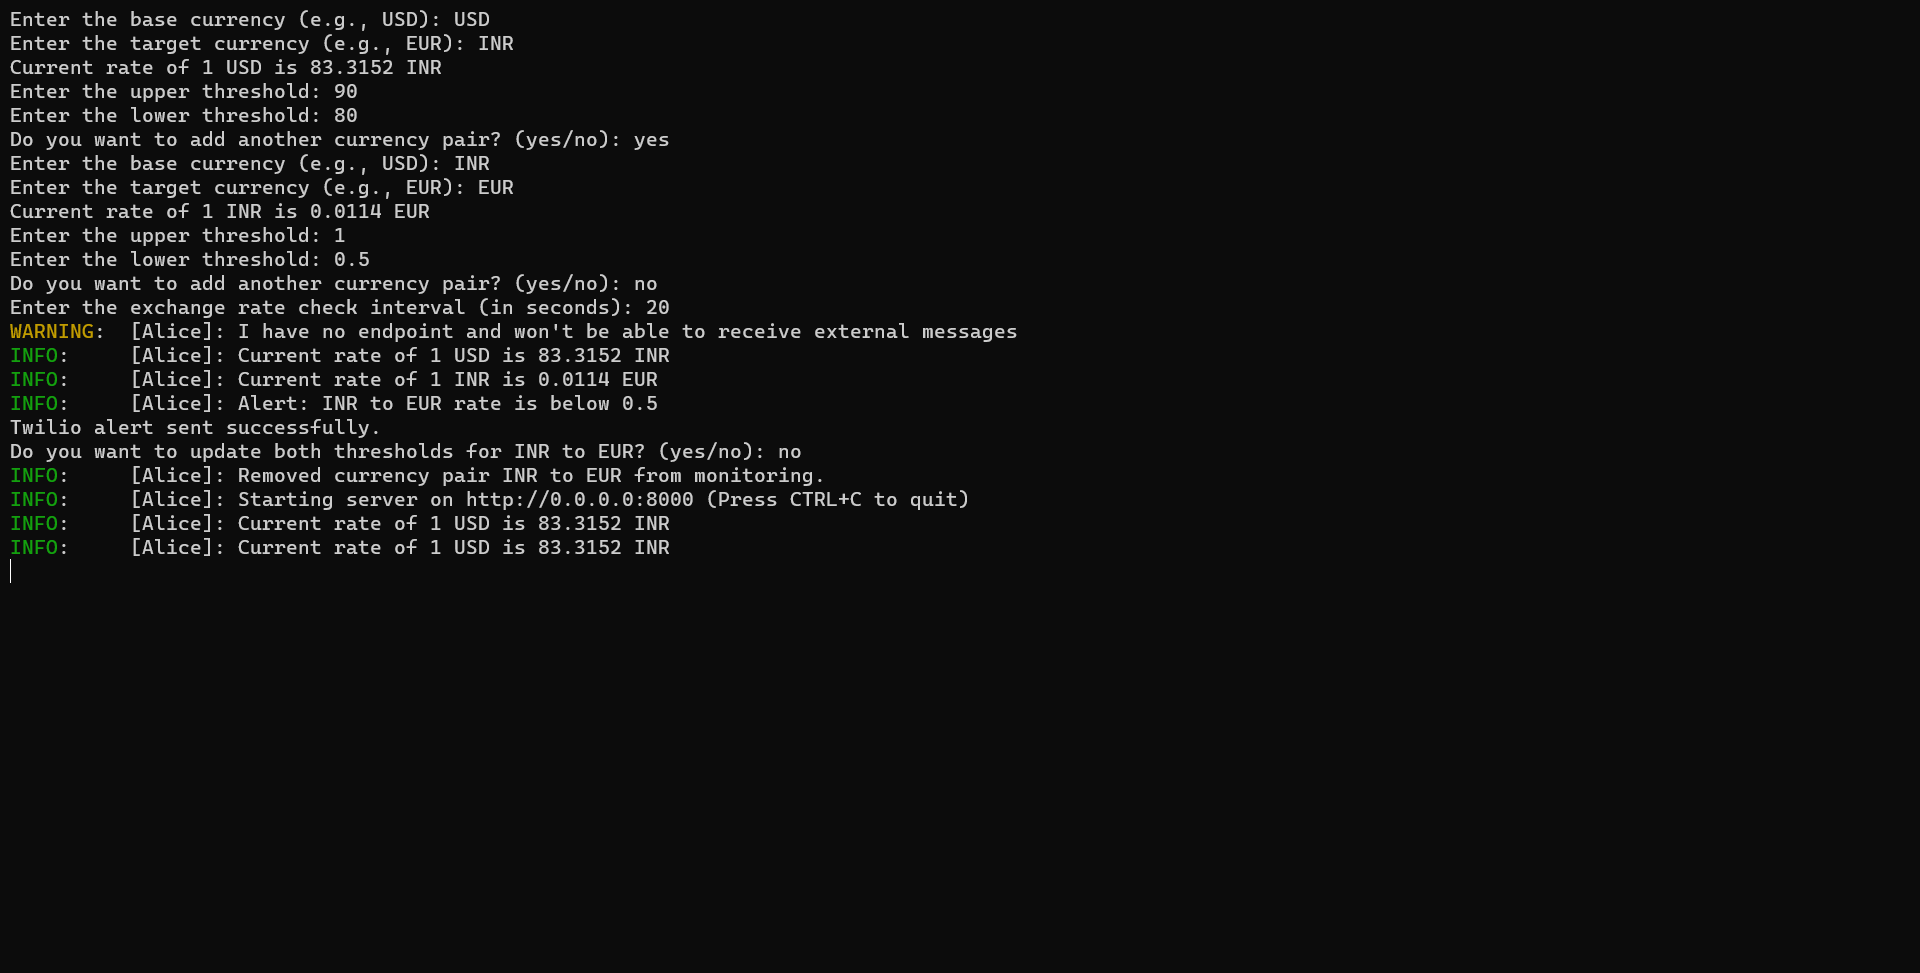 Enter the base currency (e.g., USD): USD
Enter the target currency (e.g., EUR): INR
Current rate of 1 USD is 83.3152 INR
Enter the upper threshold: 90
Enter the lower threshold: 80
Do you want to add another currency pair? (yes/no): yes
Enter the base currency (e.g., USD): INR
Enter the target currency (e.g., EUR): EUR
Current rate of 1 INR is 0.0114 EUR
Enter the upper threshold: 1
Enter the lower threshold: 0.5
Do you want to add another currency pair? (yes/no): no
Enter the exchange rate check interval (in seconds): 20
WARNING:  [Alice]: I have no endpoint and won't be able to receive external messages
INFO:     [Alice]: Current rate of 1 USD is 83.3152 INR
INFO:     [Alice]: Current rate of 1 INR is 0.0114 EUR
INFO:     [Alice]: Alert: INR to EUR rate is below 0.5
Twilio alert sent successfully.
Do you want to update both thresholds for INR to EUR? (yes/no): no
INFO:     [Alice]: Removed currency pair INR to EUR from monitoring.
INFO:     [Alice]: Starting server on http://0.0.0.0:8000 (Press CTRL+C to quit)
INFO:     [Alice]: Current rate of 1 USD is 83.3152 INR
INFO:     [Alice]: Current rate of 1 USD is 83.3152 INR